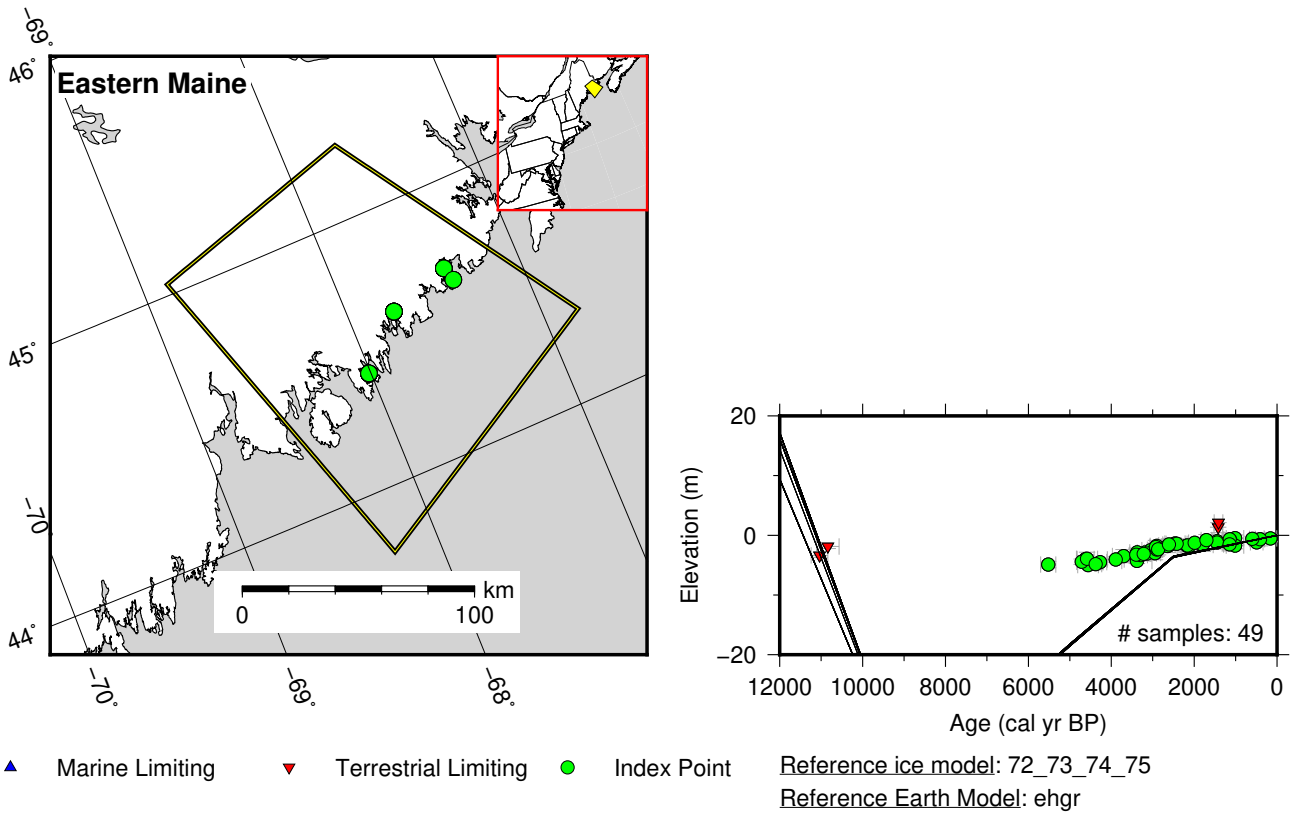 −69˚
46˚
Eastern Maine
45˚
−70˚
44˚
km
0 100
−70˚ −69˚ −68˚
20
0
−20
Elevation (m)
# samples: 49
12000 10000 8000 6000 4000 2000 0
Age (cal yr BP)
Marine Limiting Terrestrial Limiting Index Point
Reference ice model: 72_73_74_75
Reference Earth Model: ehgr